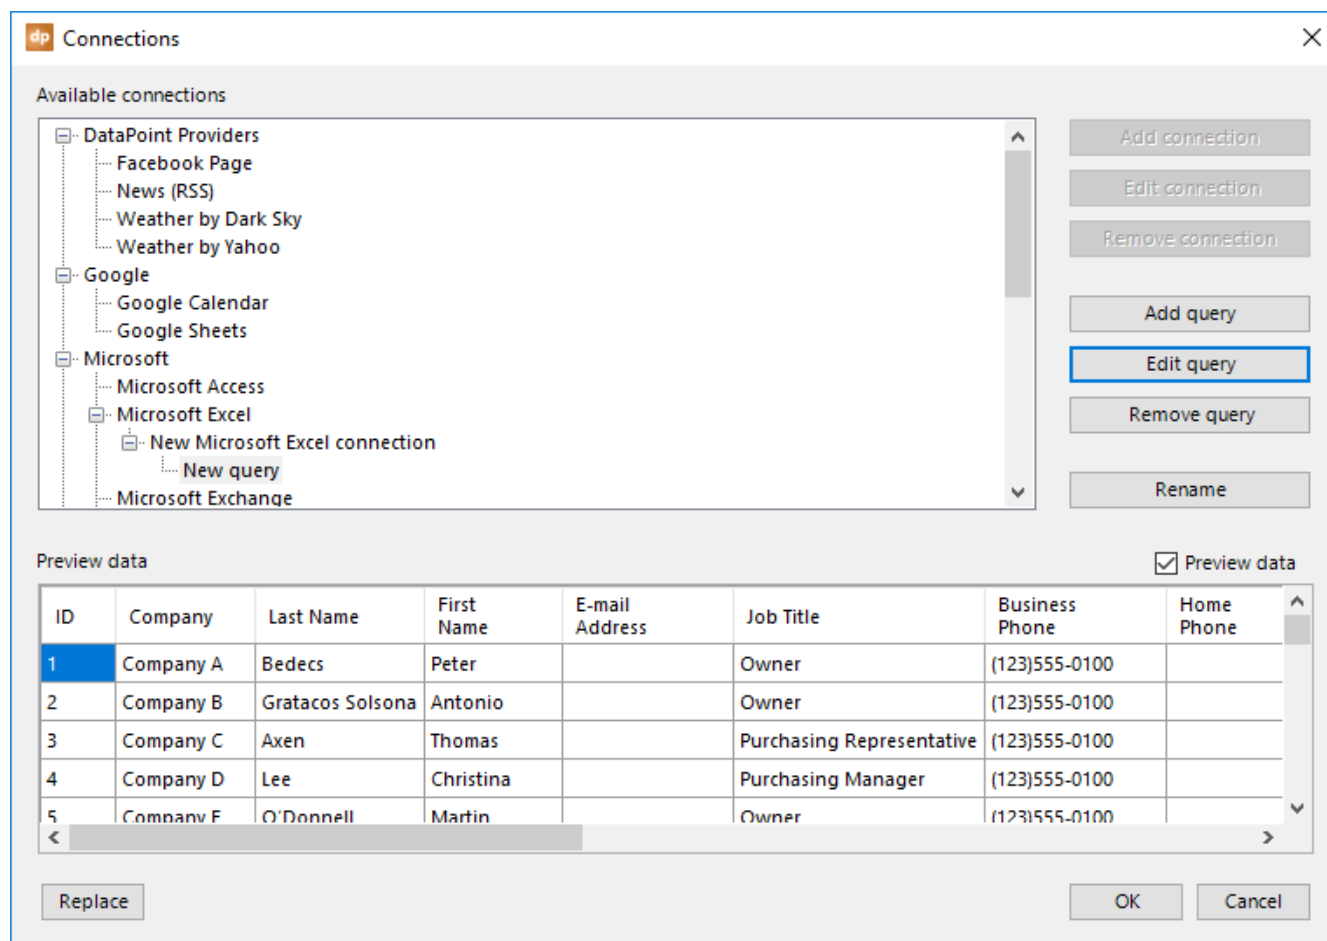 dp Connections
Available connections
DataPoint Providers
Facebook Page
News (RSS)
Weather by Dark Sky
Weather by Yahoo
Google
Google Calendar
Google Sheets
Microsoft
Microsoft Access
Microsoft Excel
New Microsoft Excel connection
New query
Microsoft Exchange
Add connection
Edit connection
Remove connection
Add query
Edit query
Remove query
Rename
Preview data
Preview data
ID Company Last Name First Name E-mail Address Job Title Business Phone Home Phone
1 Company A Bedecs Peter Owner (123)555-0100
2 Company B Gratacos Solsona Antonio Owner (123)555-0100
3 Company C Axen Thomas Purchasing Representative (123)555-0100
4 Company D Lee Christina Purchasing Manager (123)555-0100
5 Company E O'Donnell Martin Owner (123)555-0100
Replace
OK
Cancel